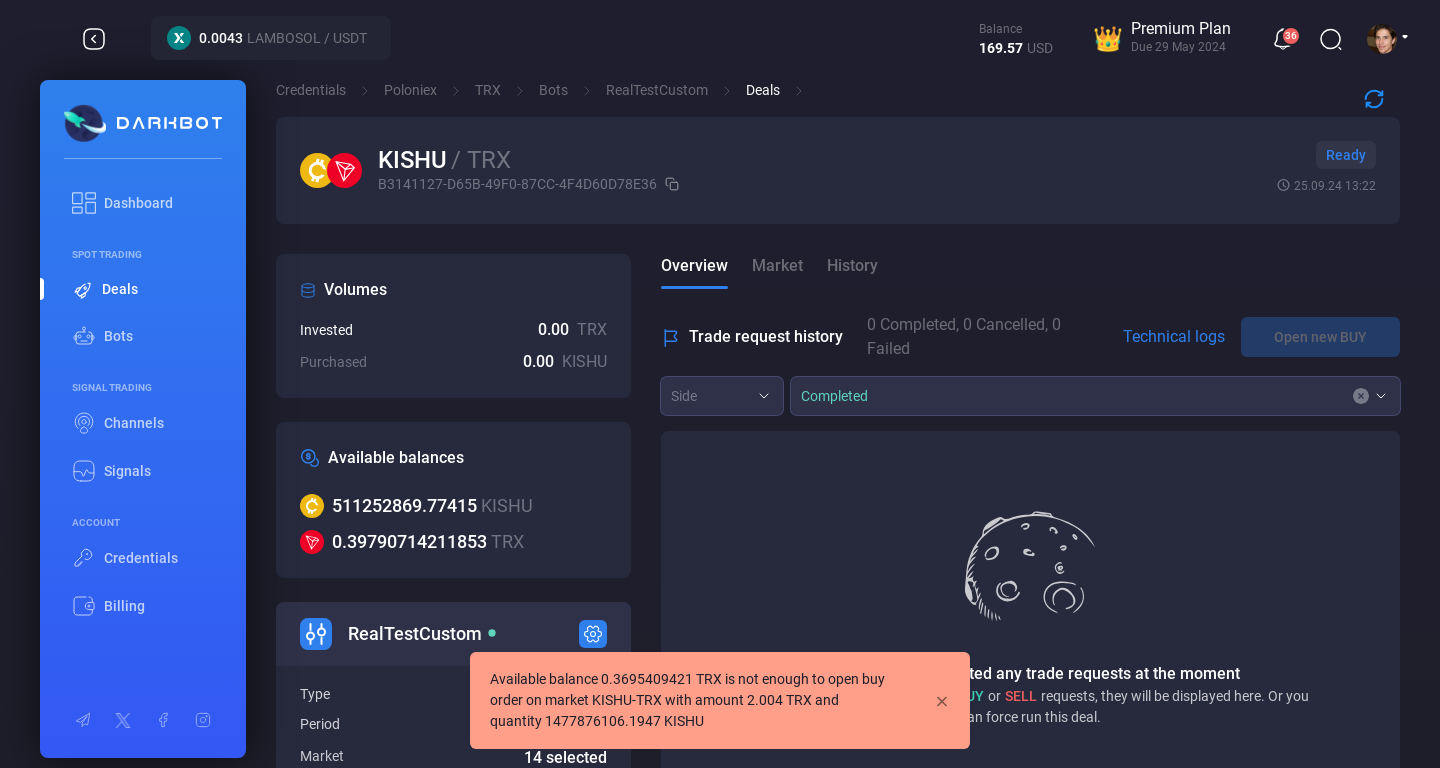 0.0043 LAMBOSOL / USDT
Balance
169.57 USD
Premium Plan
Due 29 May 2024
36
DARKBOT
Dashboard
SPOT TRADING
Deals
Bots
SIGNAL TRADING
Channels
Signals
ACCOUNT
Credentials
Billing
Credentials
Poloniex
TRX
Bots
RealTestCustom
Deals
KISHU / TRX
B3141127-D65B-49F0-87CC-4F4D60D78E36
Ready
25.09.24 13:22
Volumes
Invested 0.00 TRX
Purchased 0.00 KISHU
Available balances
511252869.77415 KISHU
0.39790714211853 TRX
RealTestCustom
Type
Period
Market 14 selected
Overview
Market
History
Trade request history
0 Completed, 0 Cancelled, 0
Failed
Technical logs
Open new BUY
Side
Completed
any trade requests at the moment
or SELL requests, they will be displayed here. Or you
force run this deal.
Available balance 0.3695409421 TRX is not enough to open buy
order on market KISHU-TRX with amount 2.004 TRX and
quantity 1477876106.1947 KISHU